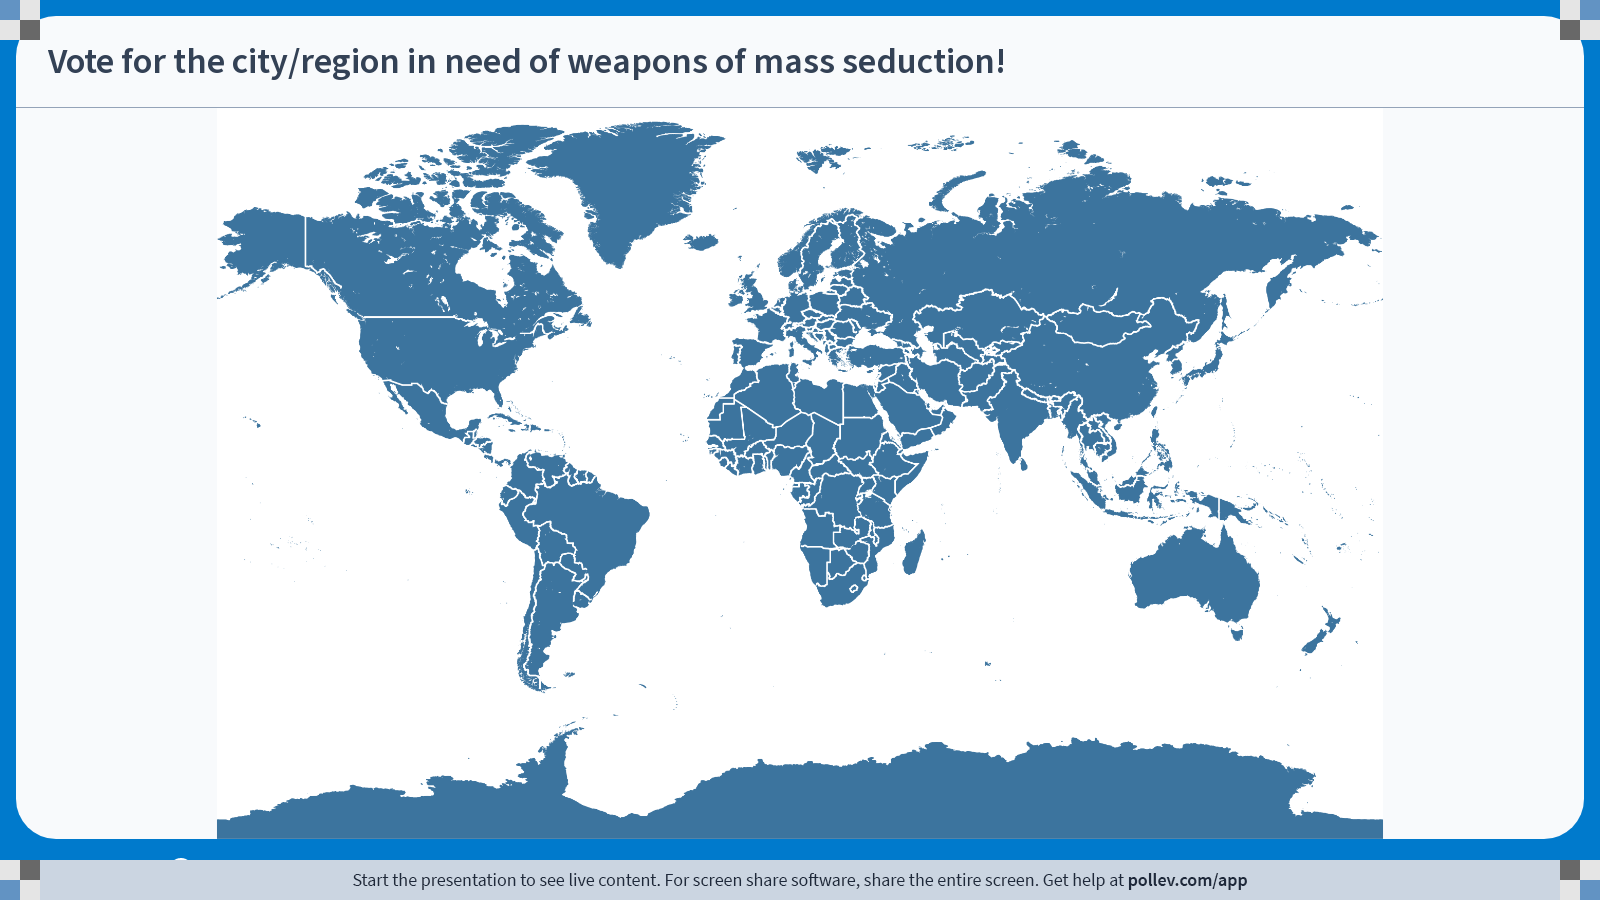 Vote for the city/region in need of weapons of mass seduction!
Start the presentation to see live content. For screen share software, share the entire screen. Get help at pollev.com/app